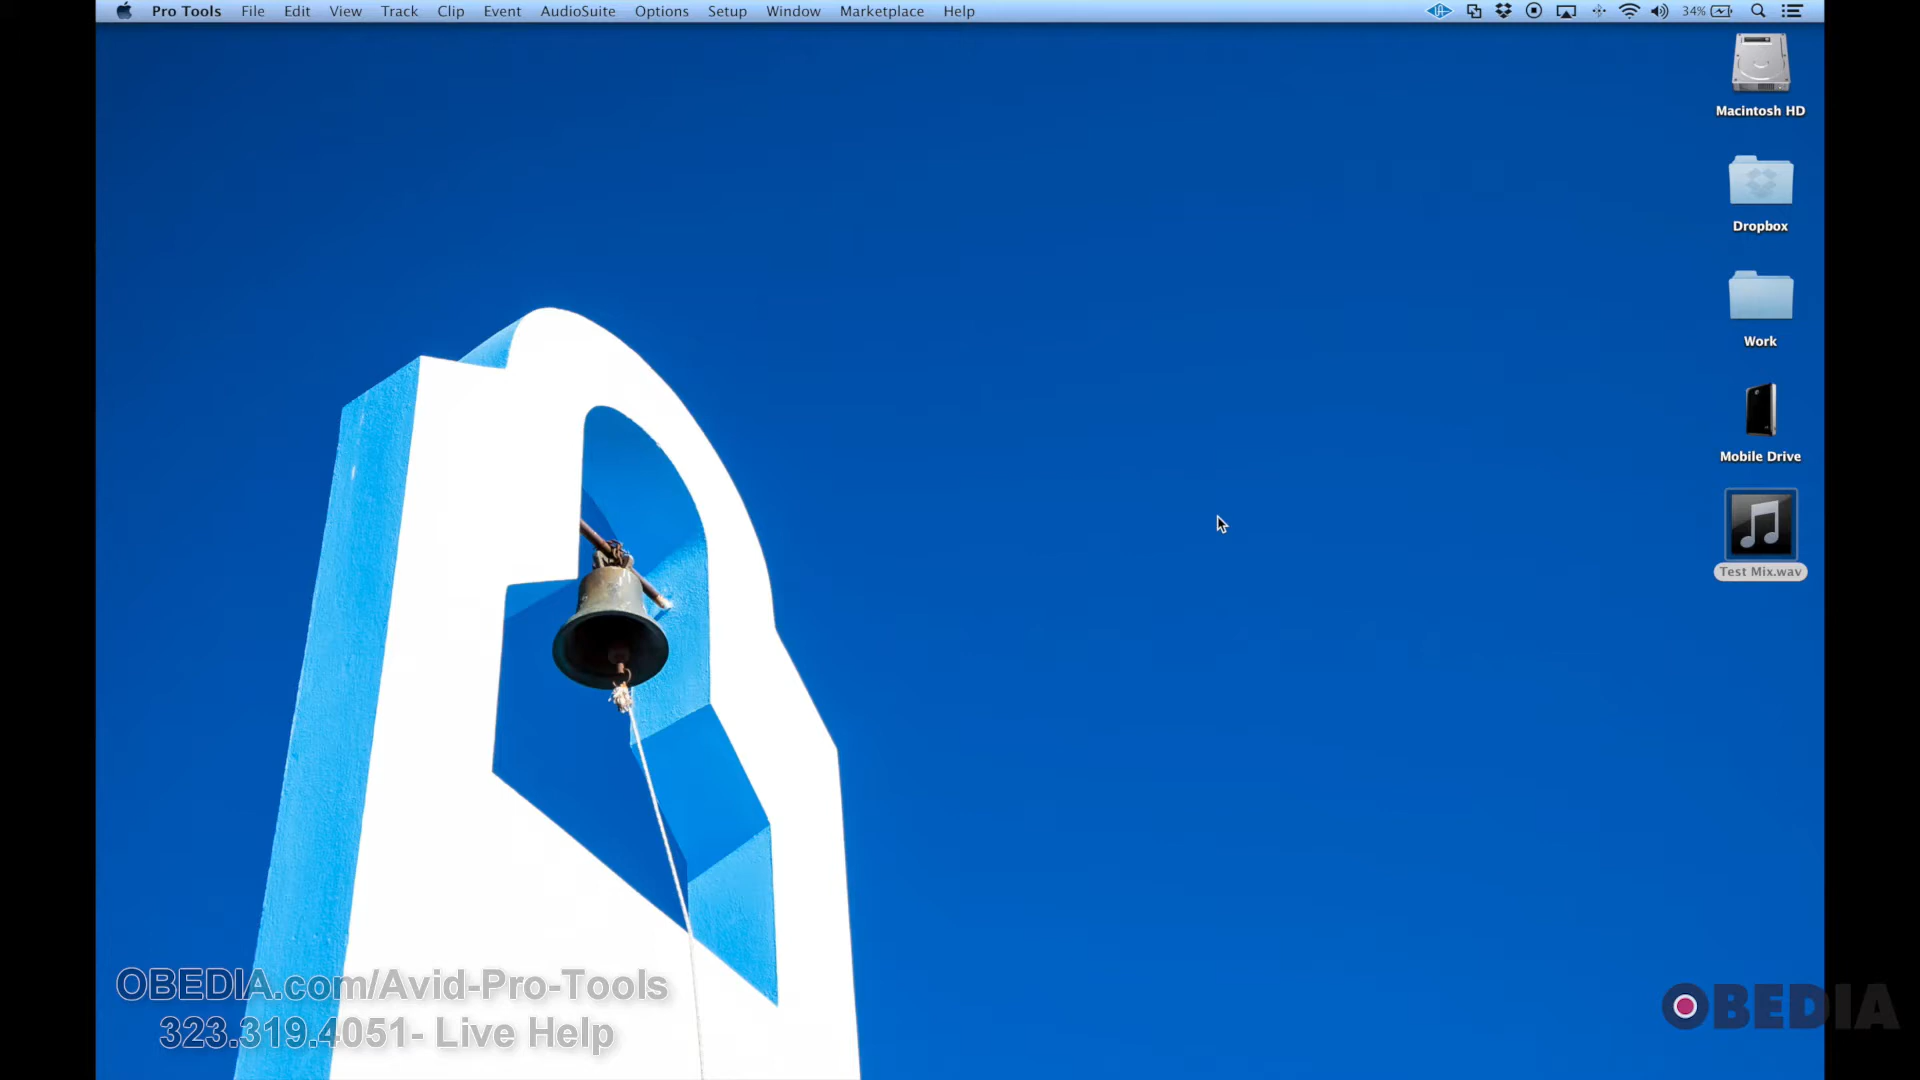 Pro Tools File Edit View Track Clip Event AudioSuite Options Setup Window Marketplace Help 34%
Macintosh HD
Dropbox
Work
Mobile Drive
Test Mix.wav
OBEDIA.com/Avid-Pro-Tools
323.319.4051- Live Help
OBEDIA